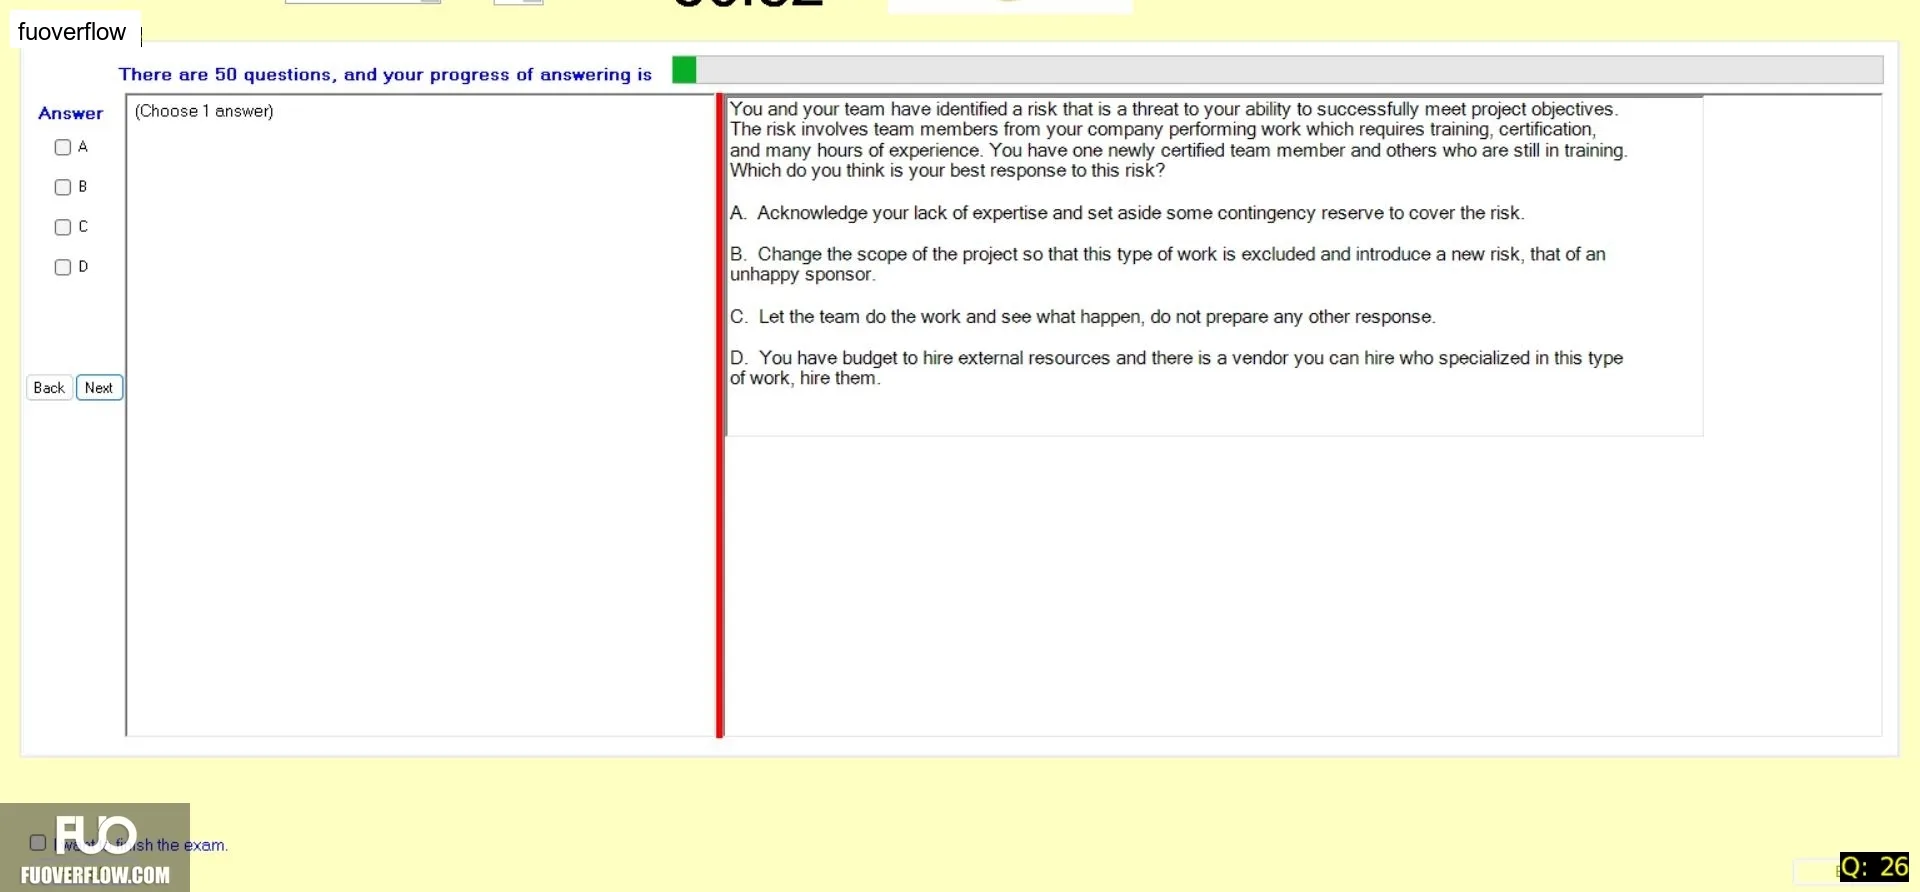 fuoverflow
There are 50 questions, and your progress of answering is
Answer
(Choose 1 answer)
A
B
C
D
Back Next
You and your team have identified a risk that is a threat to your ability to successfully meet project objectives.
The risk involves team members from your company performing work which requires training, certification,
and many hours of experience. You have one newly certified team member and others who are still in training.
Which do you think is your best response to this risk?
A. Acknowledge your lack of expertise and set aside some contingency reserve to cover the risk.
B. Change the scope of the project so that this type of work is excluded and introduce a new risk, that of an
unhappy sponsor.
C. Let the team do the work and see what happen, do not prepare any other response.
D. You have budget to hire external resources and there is a vendor you can hire who specialized in this type
of work, hire them.
I want to finish the exam.
FUO
FUOVERFLOW.COM
Q: 26